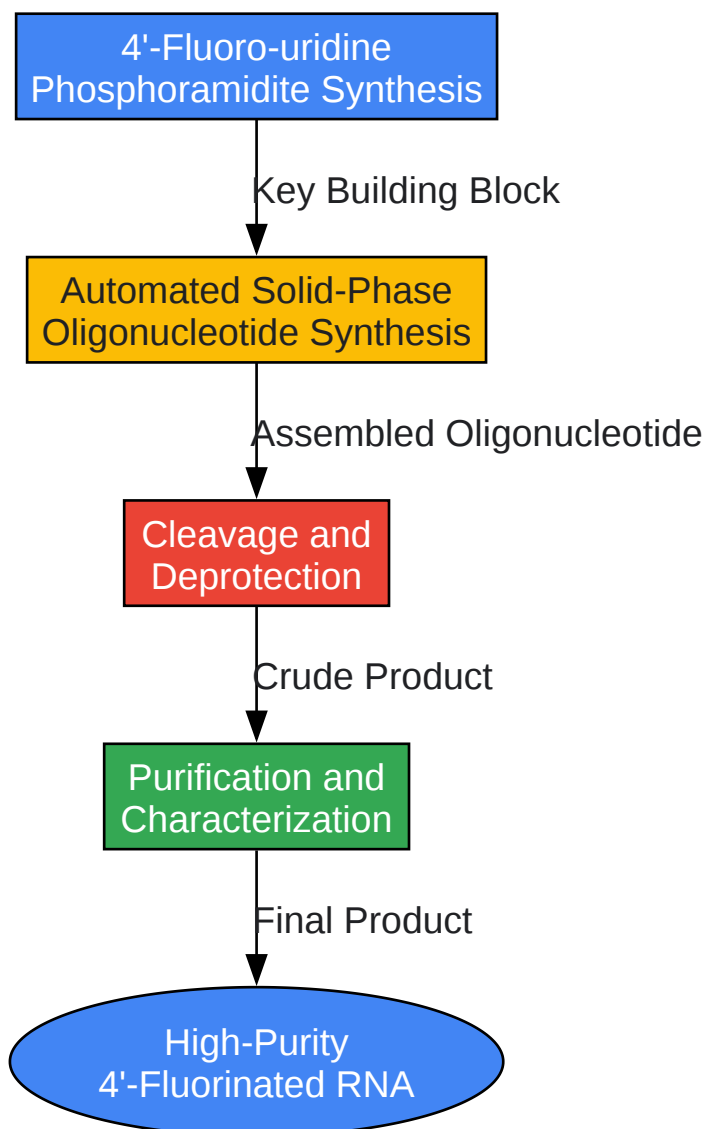 4'-Fluoro-uridine
Phosphoramidite Synthesis
Key Building Block
Automated Solid-Phase
Oligonucleotide Synthesis
Assembled Oligonucleotide
Cleavage and
Deprotection
Crude Product
Purification and
Characterization
Final Product
High-Purity
4'-Fluorinated RNA